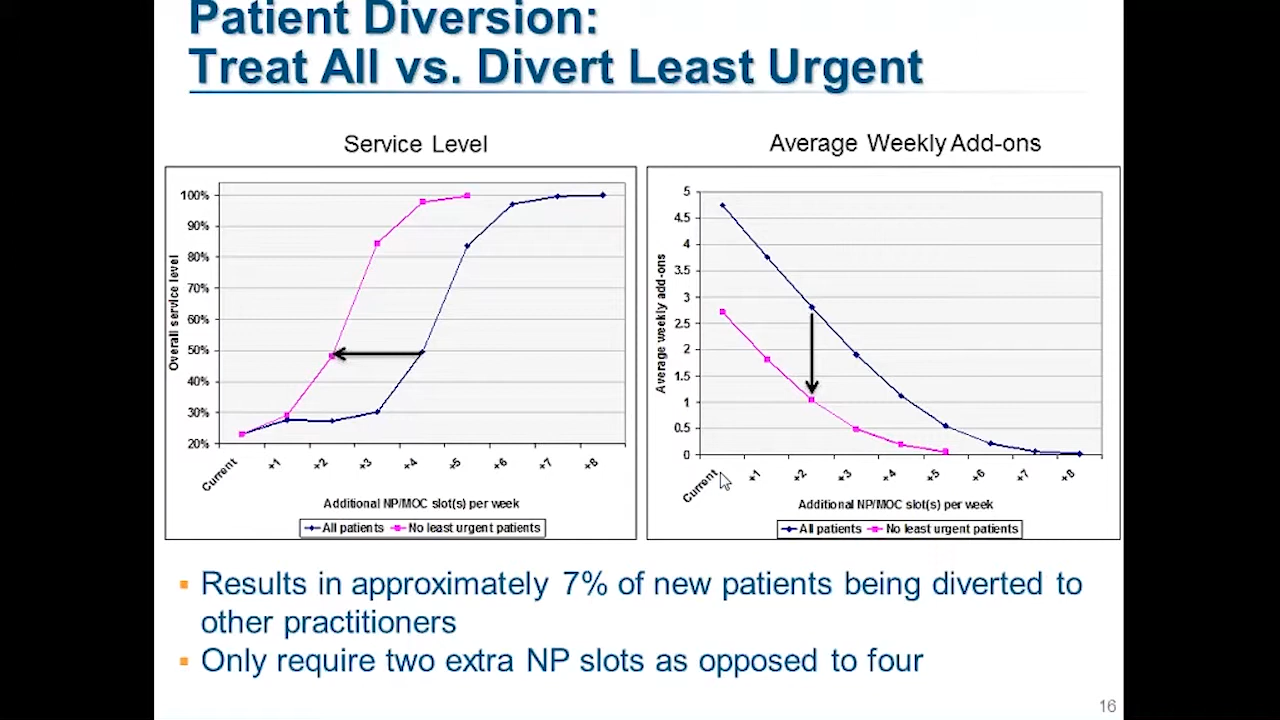 Patient Diversion:
Treat All vs. Divert Least Urgent
Service Level
Average Weekly Add-ons
Overall service level
100%
90%
80%
70%
60%
50%
40%
30%
20%
Current
+1
+2
+3
+4
+5
+6
+7
+8
Additional NP/MOC slot(s) per week
All patients
No least urgent patients
Average weekly add-ons
5
4.5
4
3.5
3
2.5
2
1.5
1
0.5
0
Current
+1
+2
+3
+4
+5
+6
+7
+8
Additional NP/MOC slot(s) per week
All patients
No least urgent patients
▪ Results in approximately 7% of new patients being diverted to
other practitioners
▪ Only require two extra NP slots as opposed to four
16